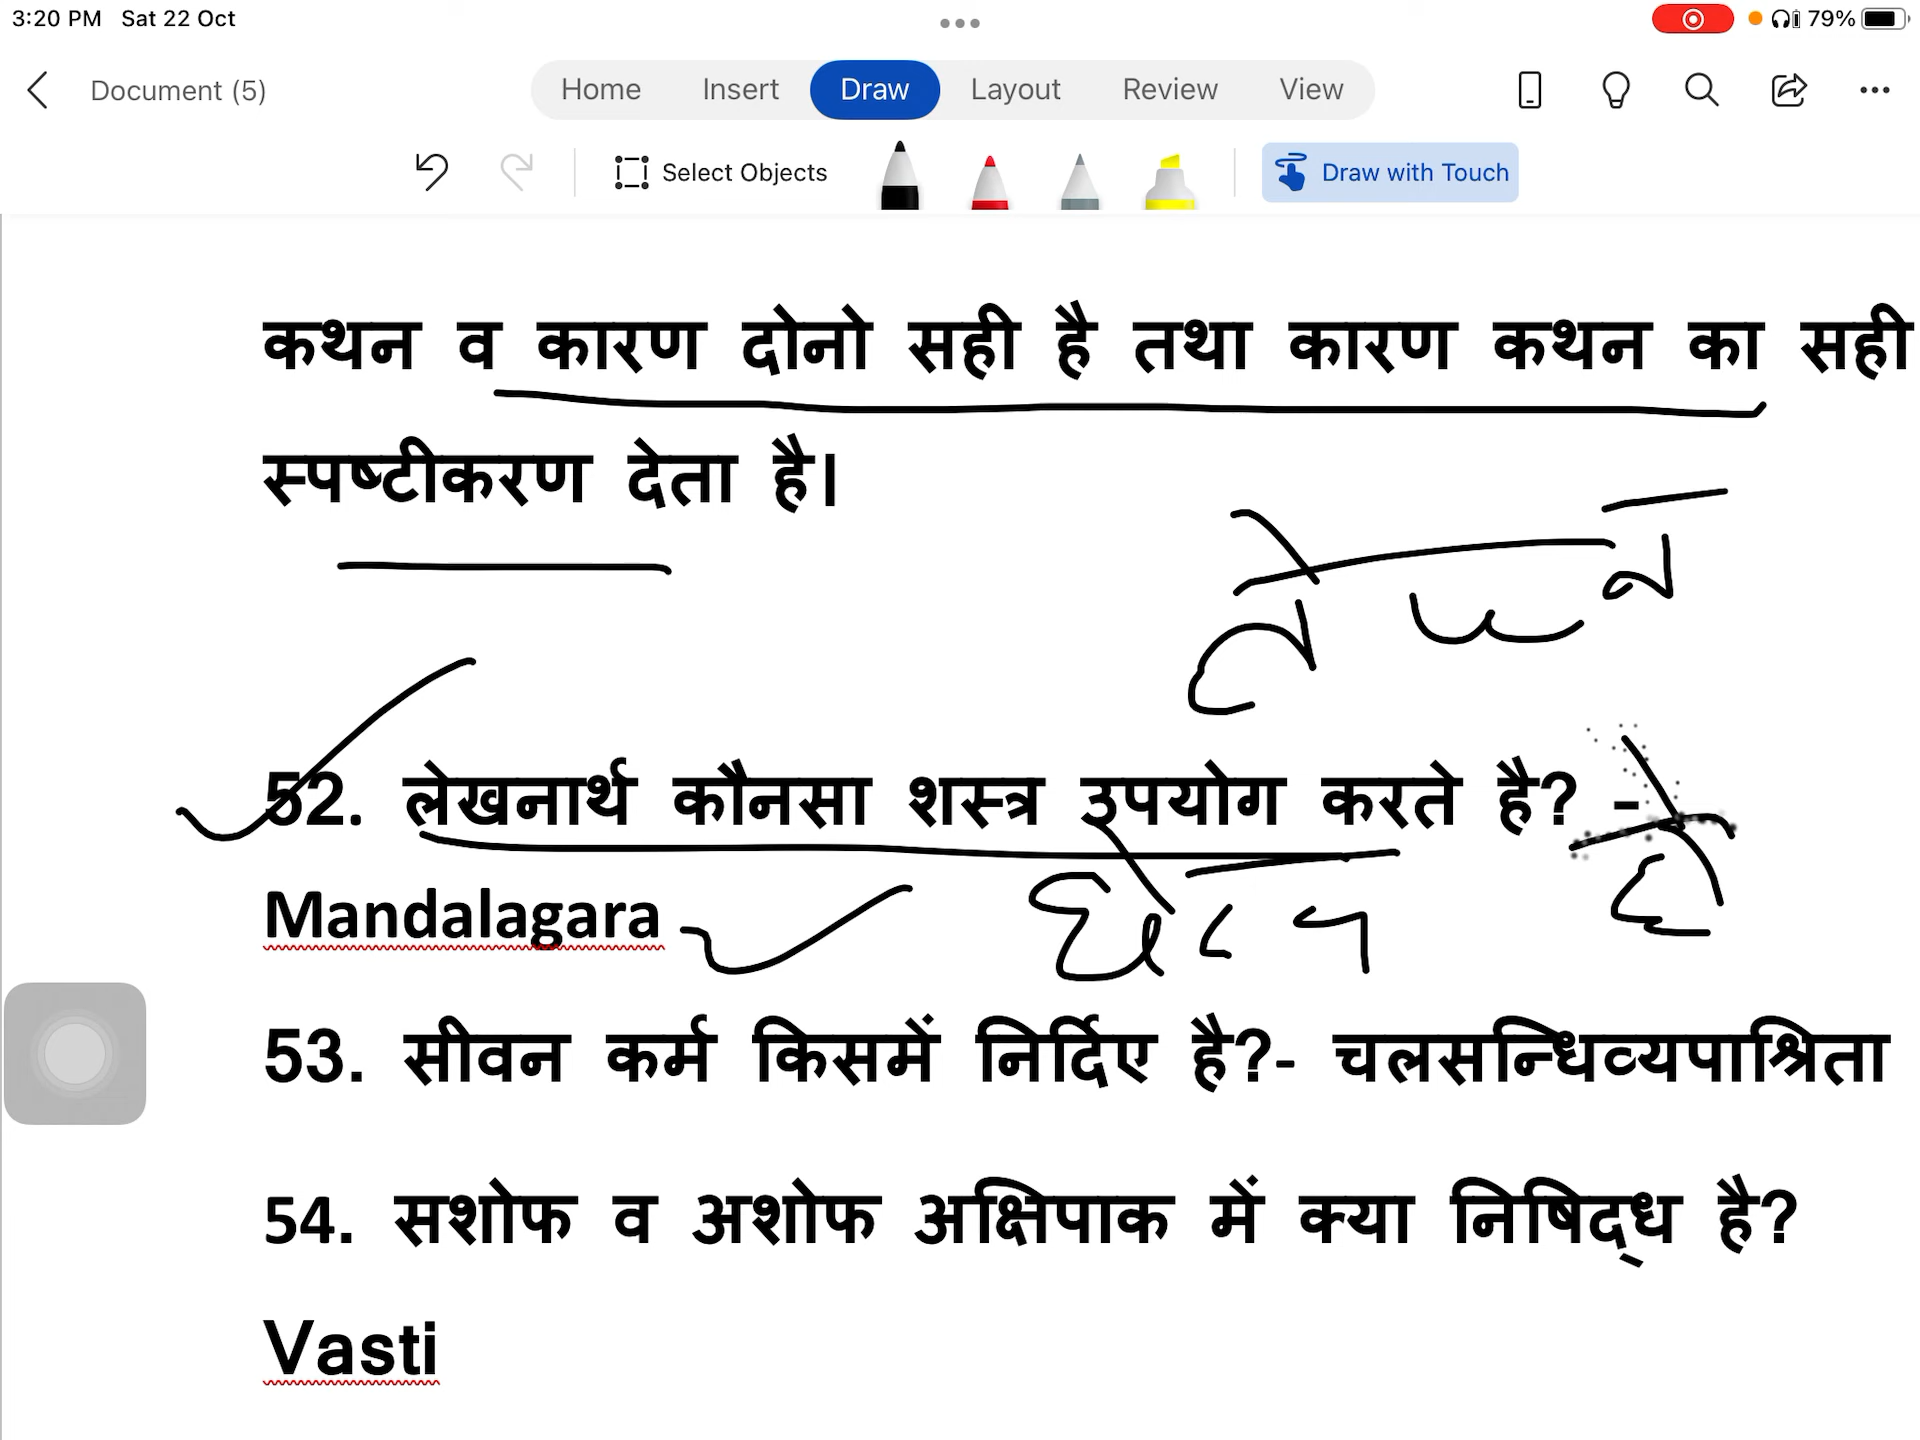 3:20 PM Sat 22 Oct
79%
Document (5)
Home Insert Draw Layout Review View
Select Objects
Draw with Touch
कथन व कारण दोनो सही है तथा कारण कथन का सही
स्पष्टीकरण देता है।
52. लेखनार्थ कौनसा शस्त्र उपयोग करते है? -
Mandalagara
53. सीवन कर्म किसमें निर्दिए है?- चलसन्धिव्यपाश्रिता
54. सशोफ व अशोफ अक्षिपाक में क्या निषिद्ध है?
Vasti